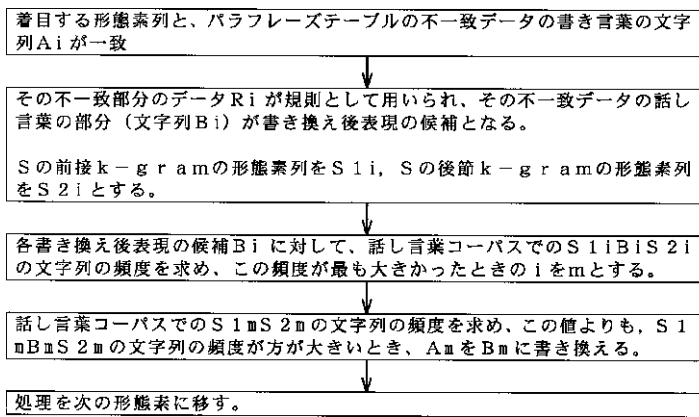 着目する形態素列と、パラフレーズテーブルの不一致データの書き言葉の文字
列Aiが一致
その不一致部分のデータRiが規則として用いられ、その不一致データの話し
言葉の部分（文字列Bi）が書き換え後表現の候補となる。
Sの前接k－gramの形態素列をS1i, Sの後節k－gramの形態素列
をS2iとする。
各書き換え後表現の候補Biに対して、話し言葉コーパスでのS1iBiS2i
の文字列の頻度を求め、この頻度が最も大きかったときのiをmとする。
話し言葉コーパスでのS1mS2mの文字列の頻度を求め、この値よりも, S1
mBmS2mの文字列の頻度が方が大きいとき、AmをBmに書き換える。
処理を次の形態素に移す。